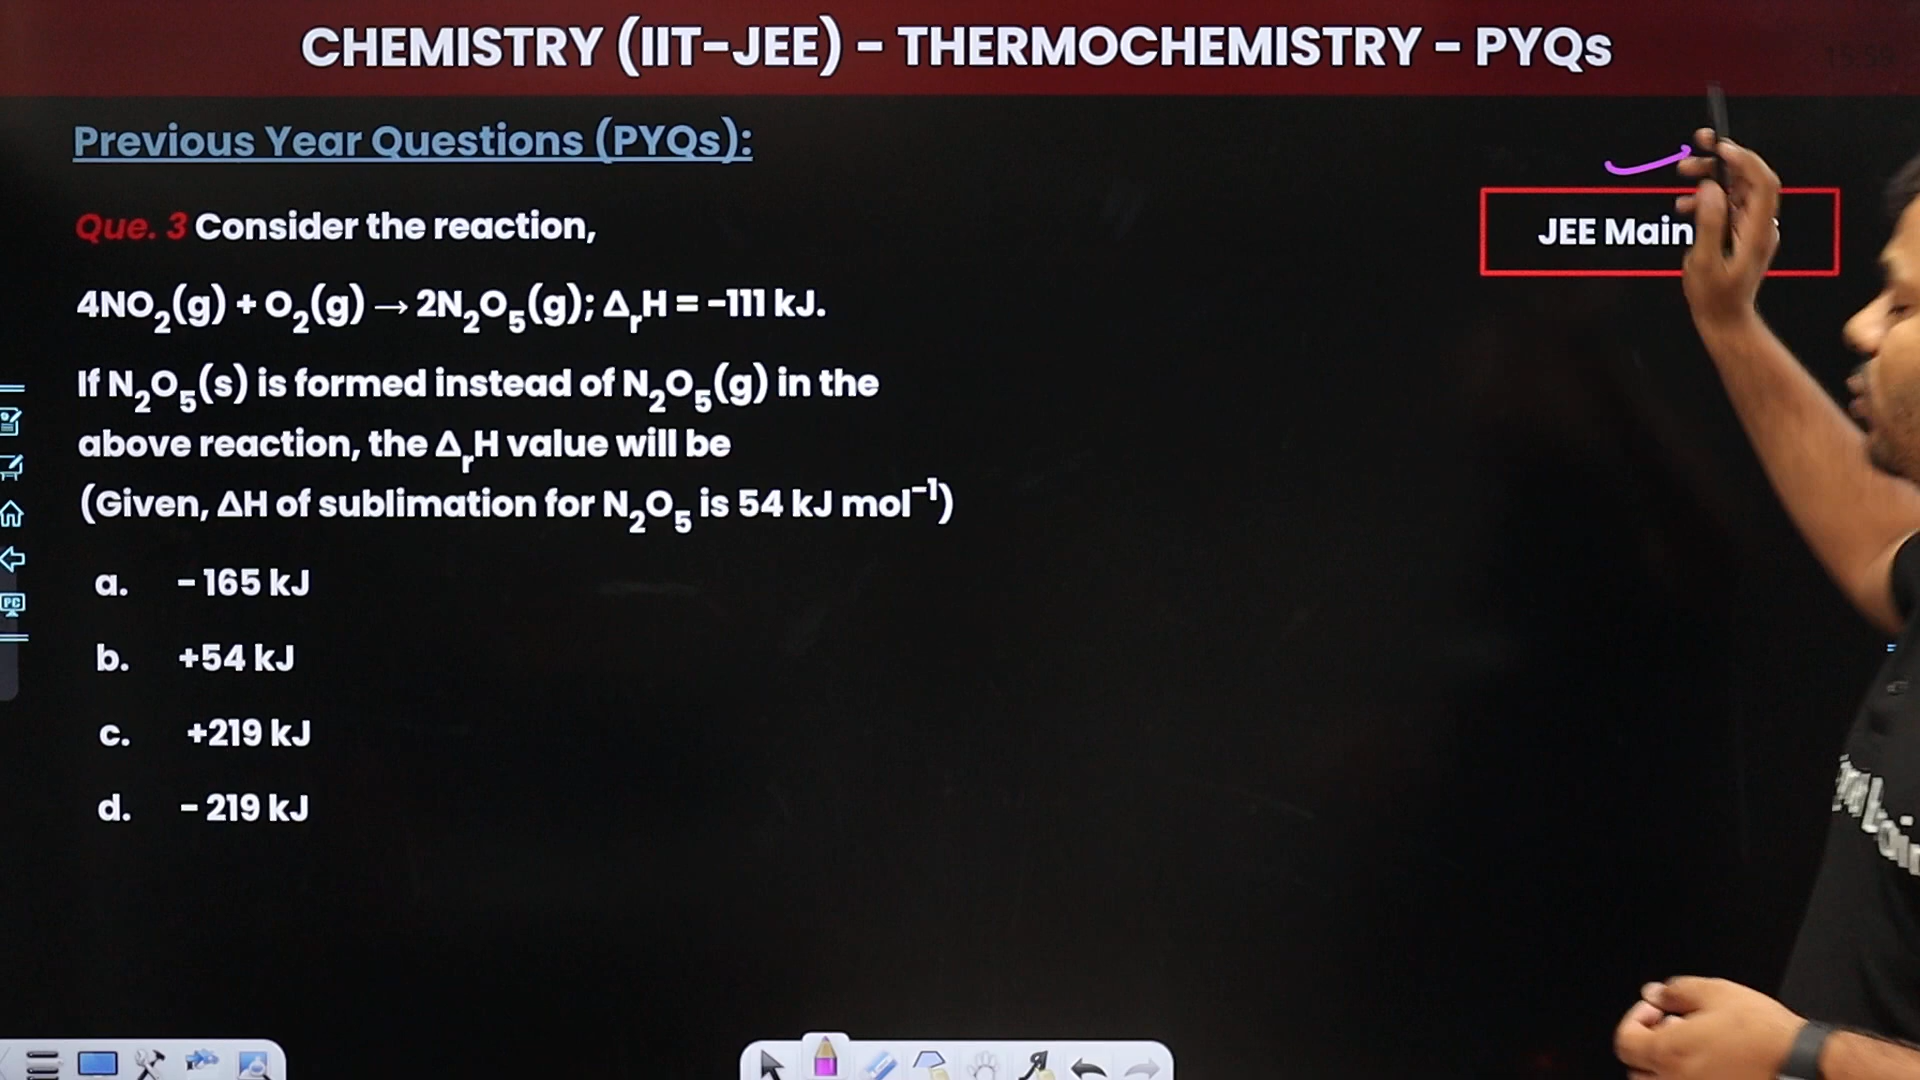 CHEMISTRY (IIT-JEE) - THERMOCHEMISTRY - PYQs
15:59
Previous Year Questions (PYQs):
JEE Main
Que. 3 Consider the reaction,
4NO₂(g) + O₂(g) → 2N₂O₅(g); ΔᵣH = -111 kJ.
If N₂O₅(s) is formed instead of N₂O₅(g) in the
above reaction, the ΔᵣH value will be
(Given, ΔH of sublimation for N₂O₅ is 54 kJ mol⁻¹)
a. - 165 kJ
b. +54 kJ
c. +219 kJ
d. - 219 kJ
PC